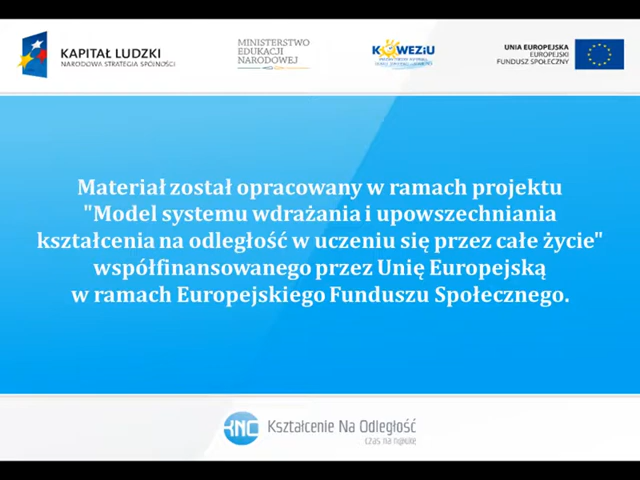 KAPITAŁ LUDZKI
NARODOWA STRATEGIA SPÓJNOŚCI
MINISTERSTWO
EDUKACJI
NARODOWEJ
KOWEZiU
UNIA EUROPEJSKA
EUROPEJSKI
FUNDUSZ SPOŁECZNY
Materiał został opracowany w ramach projektu
"Model systemu wdrażania i upowszechniania
kształcenia na odległość w uczeniu się przez całe życie"
współfinansowanego przez Unię Europejską
w ramach Europejskiego Funduszu Społecznego.
KNO Kształcenie Na Odległość
czas na naukę